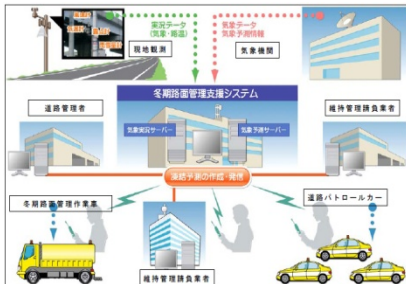 実況データ
(気象・路温)
気象データ
気象予測情報
現地観測
気象機関
冬期路面管理支援システム
道路管理者
気象実況サーバー
気象予測サーバー
維持管理請負業者
凍結予測の作成・発信
冬期路面管理作業車
道路パトロールカー
維持管理請負業者